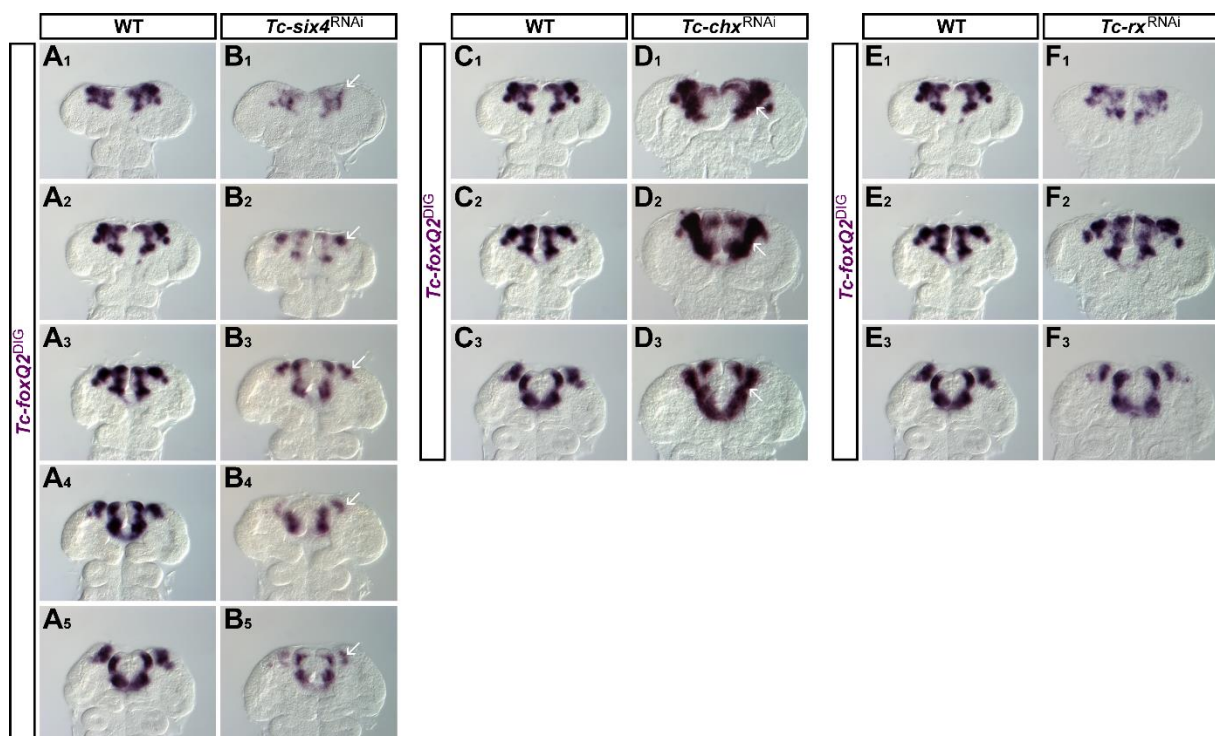 WT
Tc-six4RNAi
WT
Tc-chxRNAi
WT
Tc-rxRNAi
Tc-foxQ2DIG
A1
B1
A2
B2
A3
B3
A4
B4
A5
B5
Tc-foxQ2DIG
C1
D1
C2
D2
C3
D3
Tc-foxQ2DIG
E1
F1
E2
F2
E3
F3